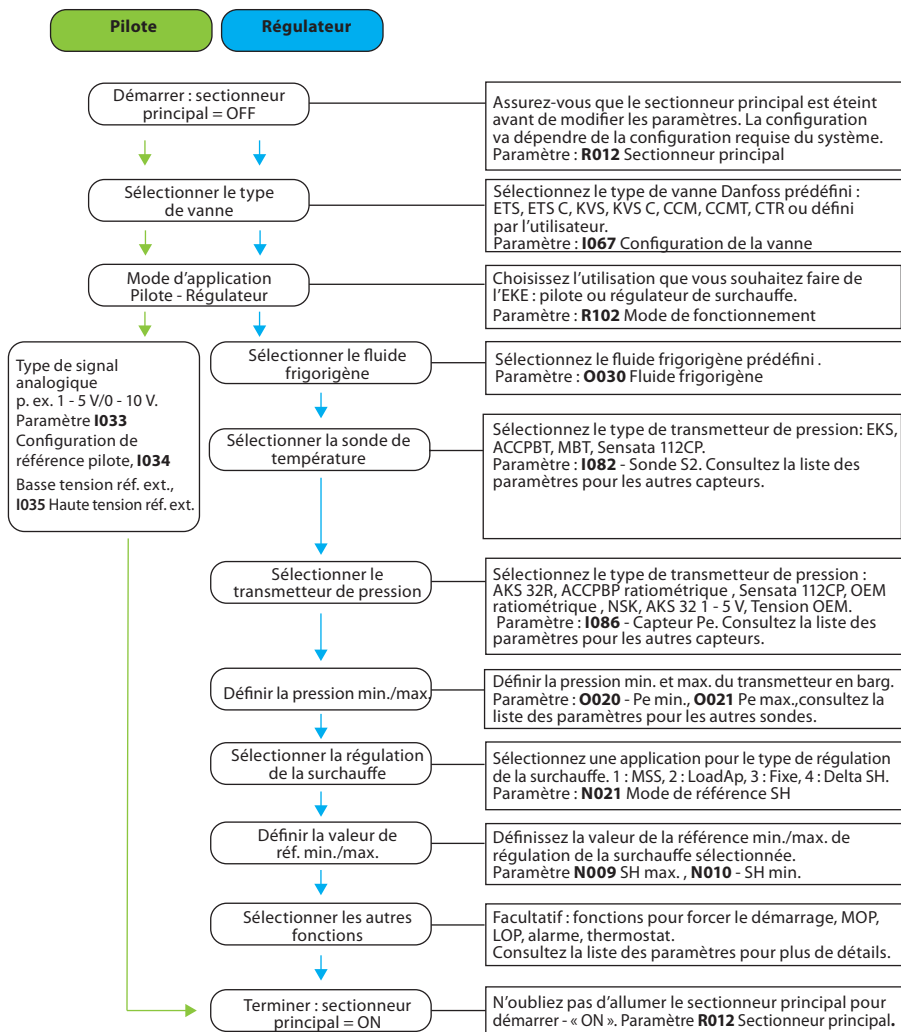 Pilote
Régulateur
Démarrer : sectionneur
principal = OFF
Assurez-vous que le sectionneur principal est éteint
avant de modifier les paramètres. La configuration
va dépendre de la configuration requise du système.
Paramètre : R012 Sectionneur principal
Sélectionner le type
de vanne
Sélectionnez le type de vanne Danfoss prédéfini :
ETS, ETS C, KVS, KVS C, CCM, CCMT, CTR ou défini
par l’utilisateur.
Paramètre : I067 Configuration de la vanne
Mode d’application
Pilote - Régulateur
Choisissez l’utilisation que vous souhaitez faire de
l’EKE : pilote ou régulateur de surchauffe.
Paramètre : R102 Mode de fonctionnement
Type de signal
analogique
p. ex. 1 - 5 V/0 - 10 V.
Paramètre I033
Configuration de
référence pilote, I034
Basse tension réf. ext.,
I035 Haute tension réf. ext.
Sélectionner le fluide
frigorigène
Sélectionnez le fluide frigorigène prédéfini .
Paramètre : O030 Fluide frigorigène
Sélectionner la sonde de
température
Sélectionnez le type de transmetteur de pression: EKS,
ACCPBT, MBT, Sensata 112CP.
Paramètre : I082 - Sonde S2. Consultez la liste des
paramètres pour les autres capteurs.
Sélectionner le
transmetteur de pression
Sélectionnez le type de transmetteur de pression :
AKS 32R, ACCPBP ratiométrique , Sensata 112CP, OEM
ratiométrique , NSK, AKS 32 1 - 5 V, Tension OEM.
Paramètre : I086 - Capteur Pe. Consultez la liste des
paramètres pour les autres capteurs.
Définir la pression min./max.
Définir la pression min. et max. du transmetteur en barg.
Paramètre : O020 - Pe min., O021 Pe max.,consultez la
liste des paramètres pour les autres sondes.
Sélectionner la régulation
de la surchauffe
Sélectionnez une application pour le type de régulation
de la surchauffe. 1 : MSS, 2 : LoadAp, 3 : Fixe, 4 : Delta SH.
Paramètre : N021 Mode de référence SH
Définir la valeur de
réf. min./max.
Définissez la valeur de la référence min./max. de
régulation de la surchauffe sélectionnée.
Paramètre N009 SH max. , N010 - SH min.
Sélectionner les autres
fonctions
Facultatif : fonctions pour forcer le démarrage, MOP,
LOP, alarme, thermostat.
Consultez la liste des paramètres pour plus de détails.
Terminer : sectionneur
principal = ON
N’oubliez pas d’allumer le sectionneur principal pour
démarrer - « ON ». Paramètre R012 Sectionneur principal.